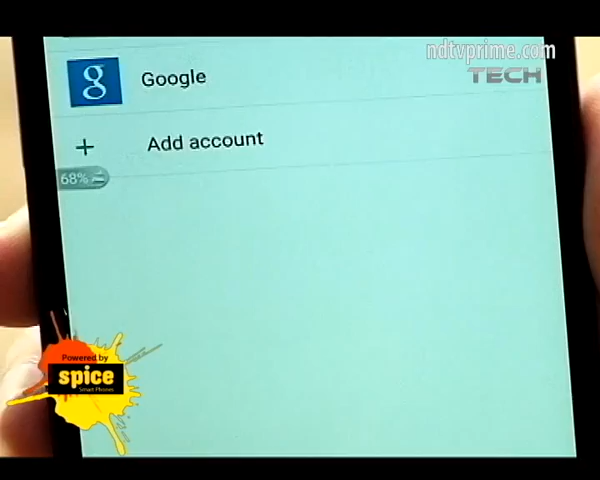 ndtvprime.com
TECH
g
Google
+ Add account
68%
Powered by
spice
Smart Phones